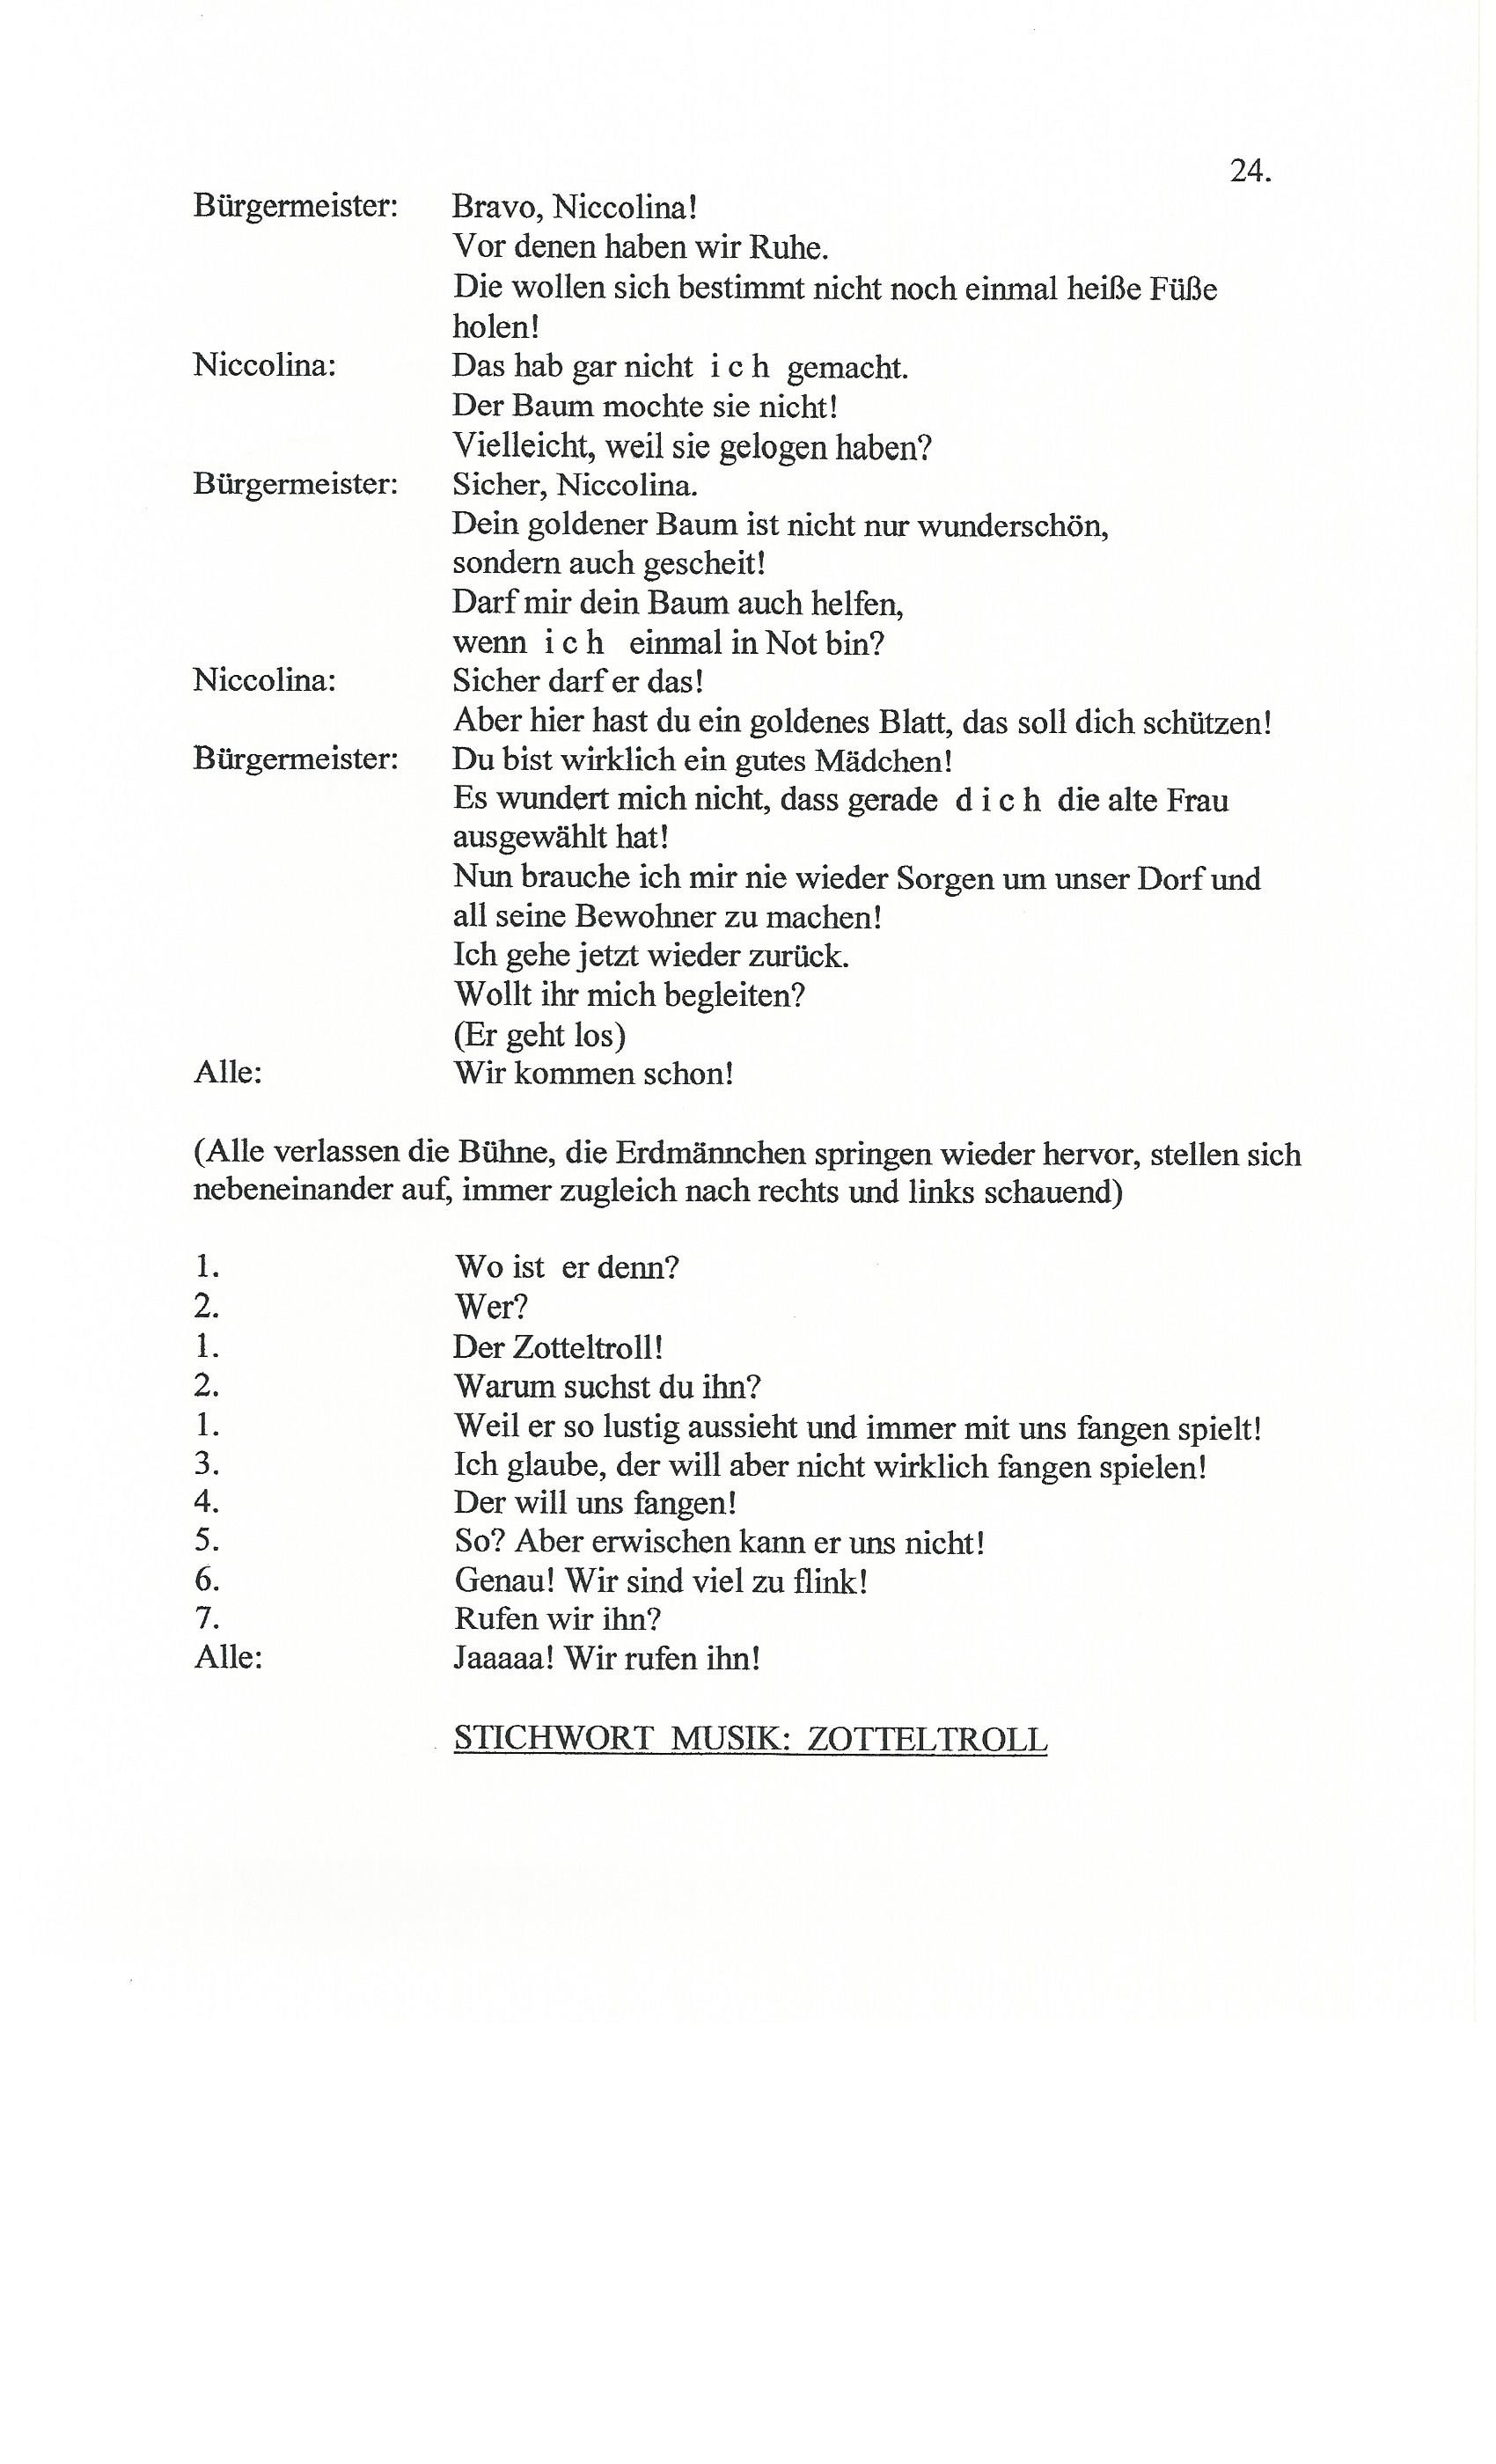 24.
Bürgermeister: Bravo, Niccolina!
Vor denen haben wir Ruhe.
Die wollen sich bestimmt nicht noch einmal heiße Füße
holen!
Niccolina: Das hab gar nicht i c h gemacht.
Der Baum mochte sie nicht!
Vielleicht, weil sie gelogen haben?
Bürgermeister: Sicher, Niccolina.
Dein goldener Baum ist nicht nur wunderschön,
sondern auch gescheit!
Darf mir dein Baum auch helfen,
wenn i c h einmal in Not bin?
Niccolina: Sicher darf er das!
Aber hier hast du ein goldenes Blatt, das soll dich schützen!
Bürgermeister: Du bist wirklich ein gutes Mädchen!
Es wundert mich nicht, dass gerade d i c h die alte Frau
ausgewählt hat!
Nun brauche ich mir nie wieder Sorgen um unser Dorf und
all seine Bewohner zu machen!
Ich gehe jetzt wieder zurück.
Wollt ihr mich begleiten?
(Er geht los)
Alle: Wir kommen schon!
(Alle verlassen die Bühne, die Erdmännchen springen wieder hervor, stellen sich
nebeneinander auf, immer zugleich nach rechts und links schauend)
1. Wo ist er denn?
2. Wer?
1. Der Zotteltroll!
2. Warum suchst du ihn?
1. Weil er so lustig aussieht und immer mit uns fangen spielt!
3. Ich glaube, der will aber nicht wirklich fangen spielen!
4. Der will uns fangen!
5. So? Aber erwischen kann er uns nicht!
6. Genau! Wir sind viel zu flink!
7. Rufen wir ihn?
Alle: Jaaaaa! Wir rufen ihn!
STICHWORT MUSIK: ZOTTELTROLL